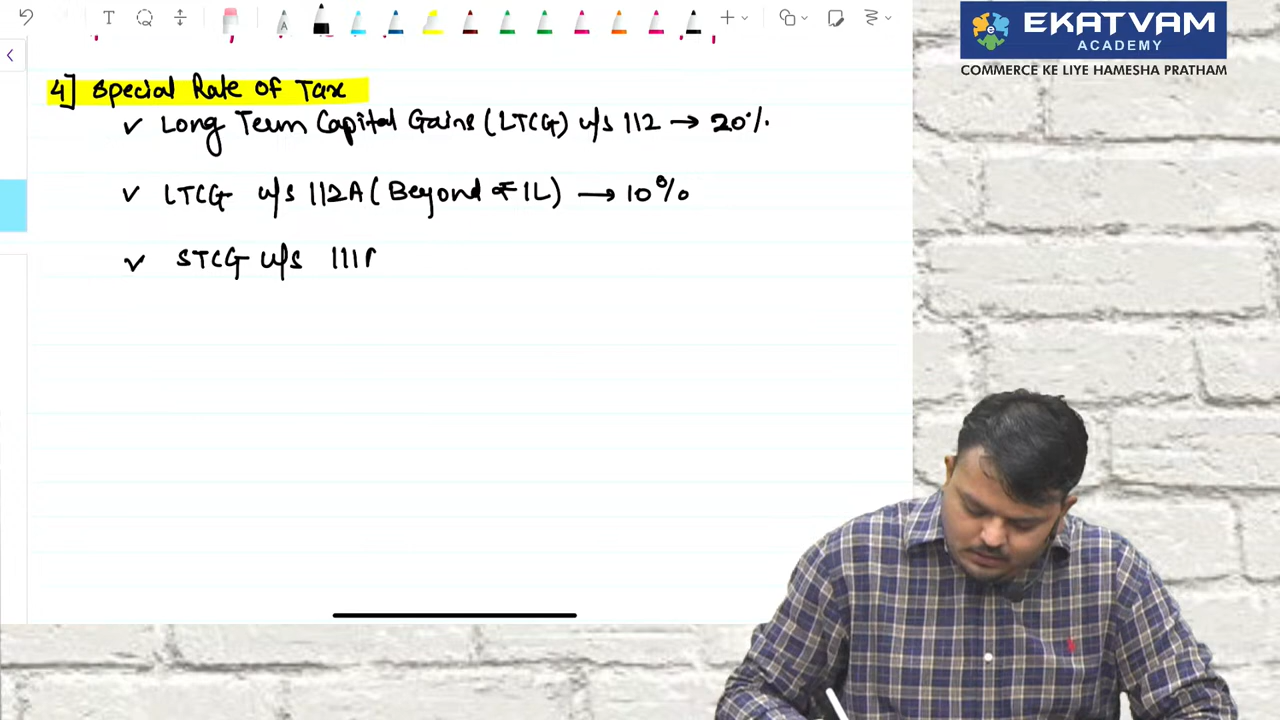 EKATVAM
ACADEMY
COMMERCE KE LIYE HAMESHA PRATHAM
4] Special Rate of Tax
✓ Long Term Capital Gains (LTCG) u/s 112 → 20%
✓ LTCG u/s 112A (Beyond ₹ 1L) → 10%
✓ STCG u/s 111